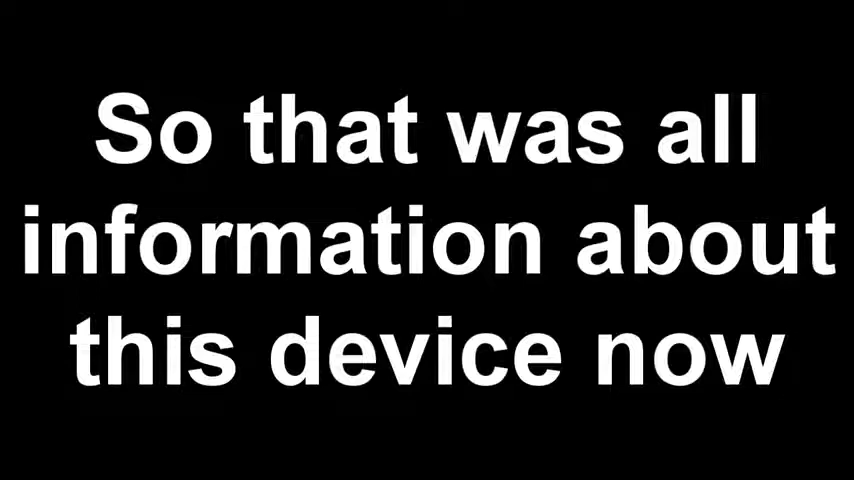 So that was all
information about
this device now